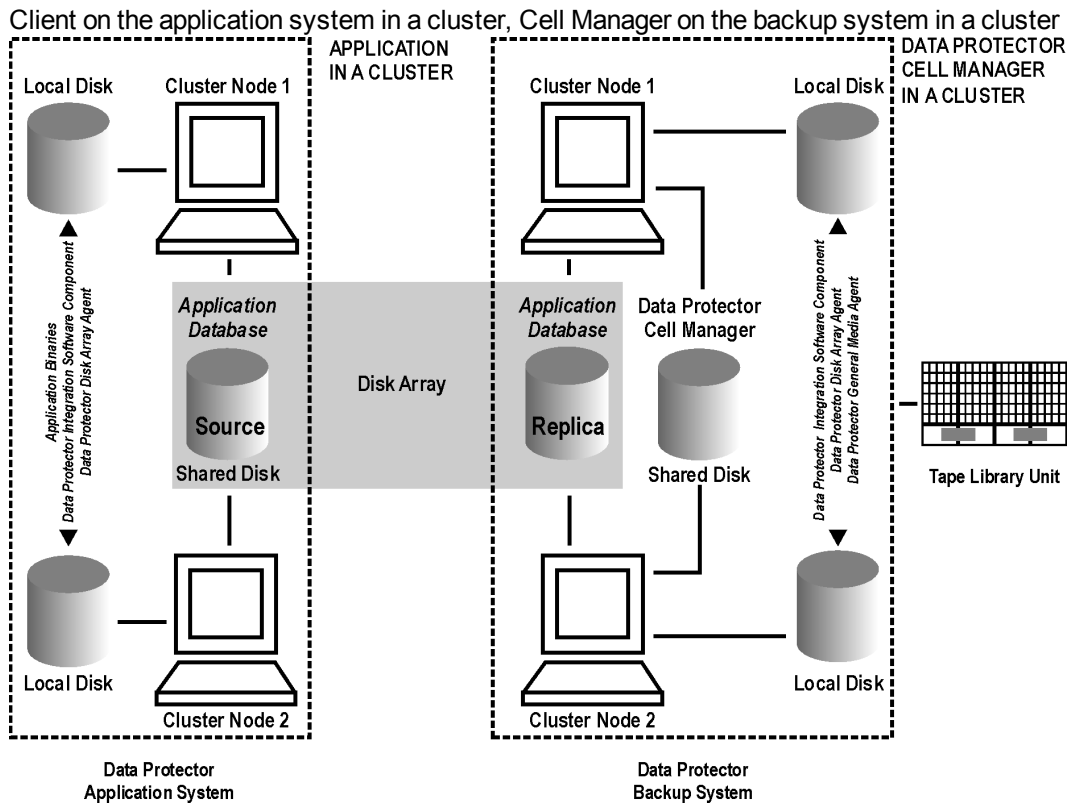 Client on the application system in a cluster, Cell Manager on the backup system in a cluster
APPLICATION
IN A CLUSTER
Local Disk
Cluster Node 1
Application Binaries
Data Protector Integration Software Component
Data Protector Disk Array Agent
Application
Database
Source
Shared Disk
Disk Array
Local Disk
Cluster Node 2
Data Protector
Application System
DATA PROTECTOR
CELL MANAGER
IN A CLUSTER
Cluster Node 1
Local Disk
Application
Database
Replica
Data Protector
Cell Manager
Shared Disk
Data Protector Integration Software Component
Data Protector Disk Array Agent
Data Protector General Media Agent
Tape Library Unit
Cluster Node 2
Local Disk
Data Protector
Backup System